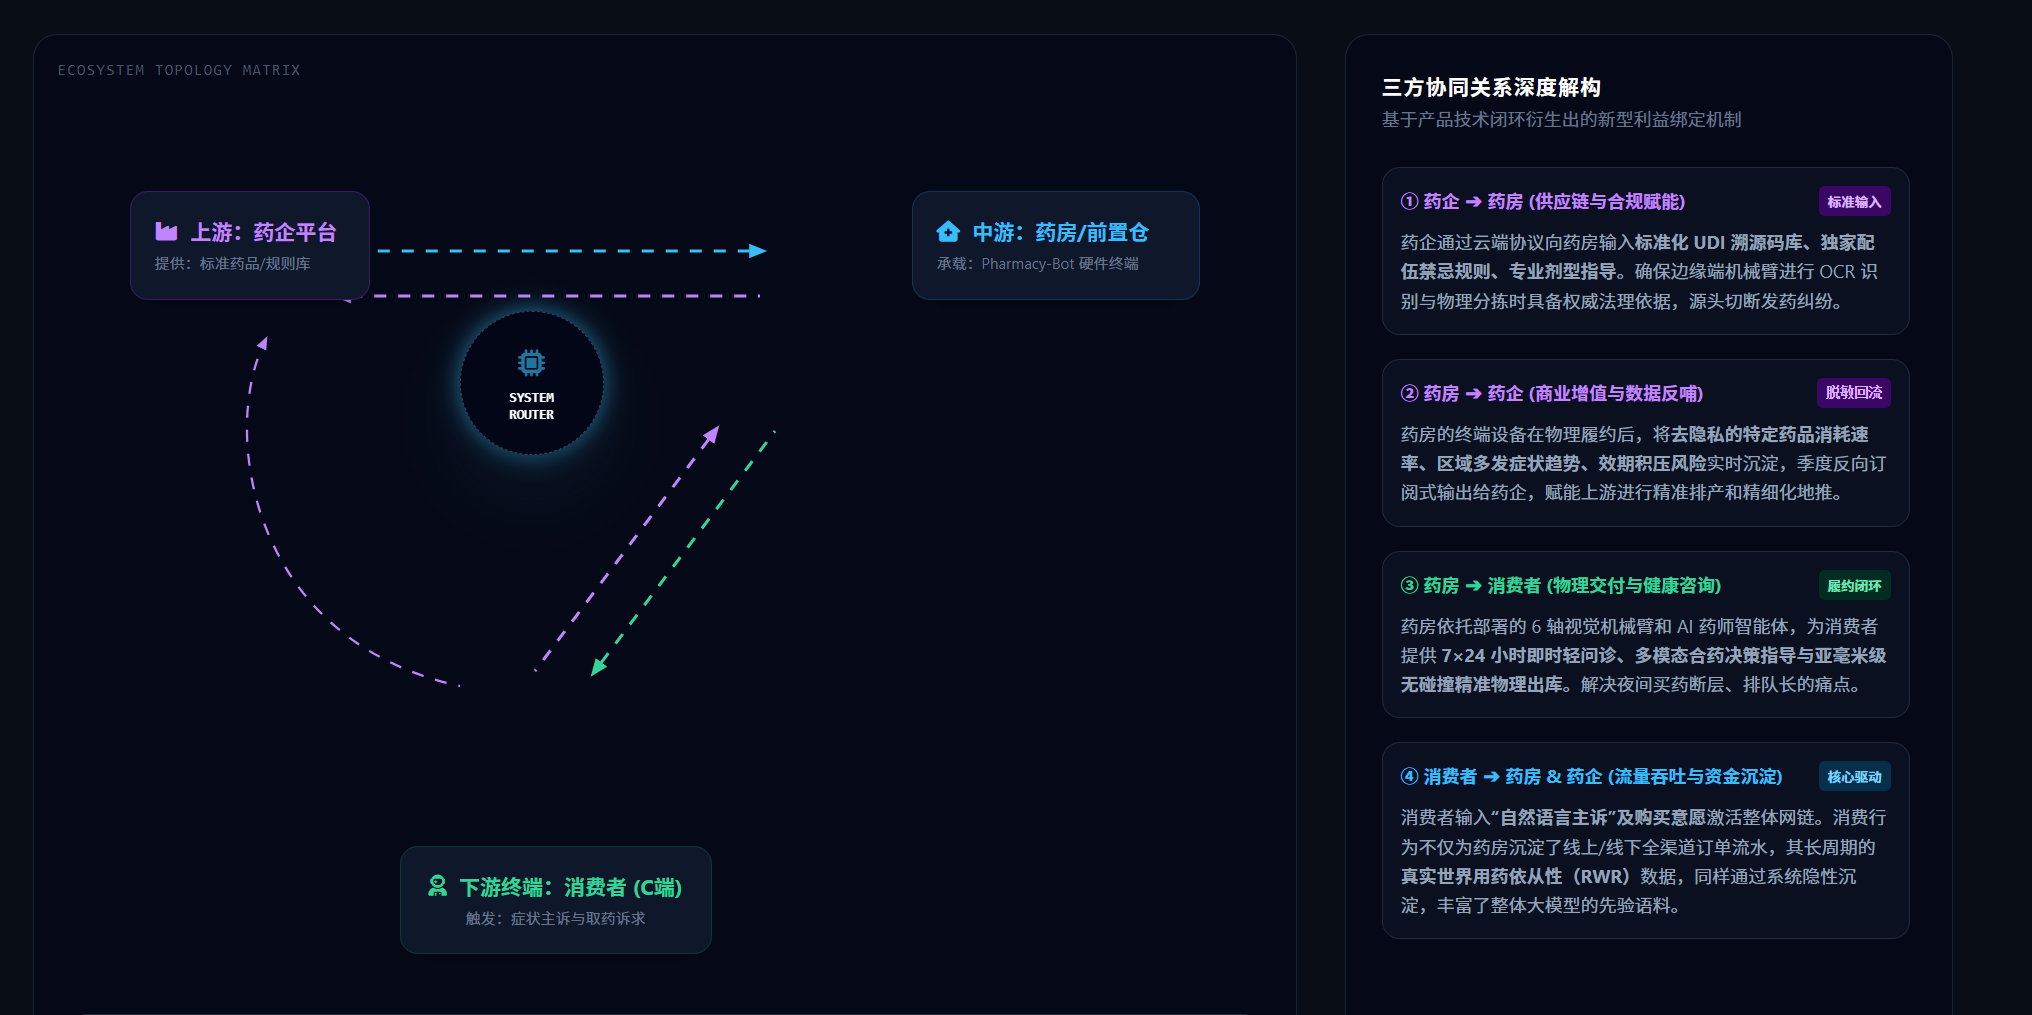 ECOSYSTEM TOPOLOGY MATRIX
上游：药企平台
提供：标准药品/规则库
中游：药房/前置仓
承载：Pharmacy-Bot 硬件终端
SYSTEM
ROUTER
下游终端：消费者 (C端)
触发：症状主诉与取药诉求
三方协同关系深度解构
基于产品技术闭环衍生出的新型利益绑定机制
① 药企 ➔ 药房 (供应链与合规赋能)
标准输入
药企通过云端协议向药房输入标准化 UDI 溯源码库、独家配
伍禁忌规则、专业剂型指导。确保边缘端机械臂进行 OCR 识
别与物理分拣时具备权威法理依据，源头切断发药纠纷。
② 药房 ➔ 药企 (商业增值与数据反哺)
脱敏回流
药房的终端设备在物理履约后，将去隐私的特定药品消耗速
率、区域多发症状趋势、效期积压风险实时沉淀，季度反向订
阅式输出给药企，赋能上游进行精准排产和精细化地推。
③ 药房 ➔ 消费者 (物理交付与健康咨询)
履约闭环
药房依托部署的 6 轴视觉机械臂和 AI 药师智能体，为消费者
提供 7×24 小时即时轻问诊、多模态合药决策指导与亚毫米级
无碰撞精准物理出库。解决夜间买药断层、排队长的痛点。
④ 消费者 ➔ 药房 & 药企 (流量吞吐与资金沉淀)
核心驱动
消费者输入“自然语言主诉”及购买意愿激活整体网链。消费行
为不仅为药房沉淀了线上/线下全渠道订单流水，其长周期的
真实世界用药依从性（RWR）数据，同样通过系统隐性沉
淀，丰富了整体大模型的先验语料。